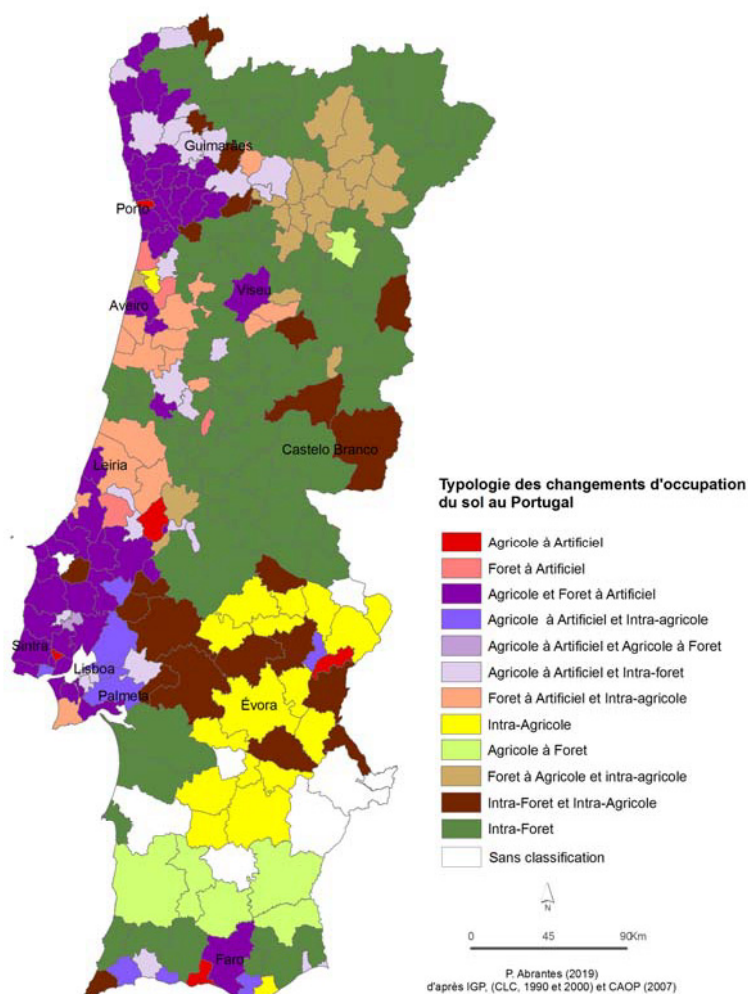 Guimarães
Porto
Viseu
Aveiro
Castelo Branco
Leiria
Sintra
Lisboa
Palmela
Évora
Faro
Typologie des changements d'occupation
du sol au Portugal
Agricole à Artificiel
Foret à Artificiel
Agricole et Foret à Artificiel
Agricole à Artificiel et Intra-agricole
Agricole à Artificiel et Agricole à Foret
Agricole à Artificiel et Intra-foret
Foret à Artificiel et Intra-agricole
Intra-Agricole
Agricole à Foret
Foret à Agricole et intra-agricole
Intra-Foret et Intra-Agricole
Intra-Foret
Sans classification
N
0 45 90Km
P. Abrantes (2019)
d'après IGP, (CLC, 1990 et 2000) et CAOP (2007)